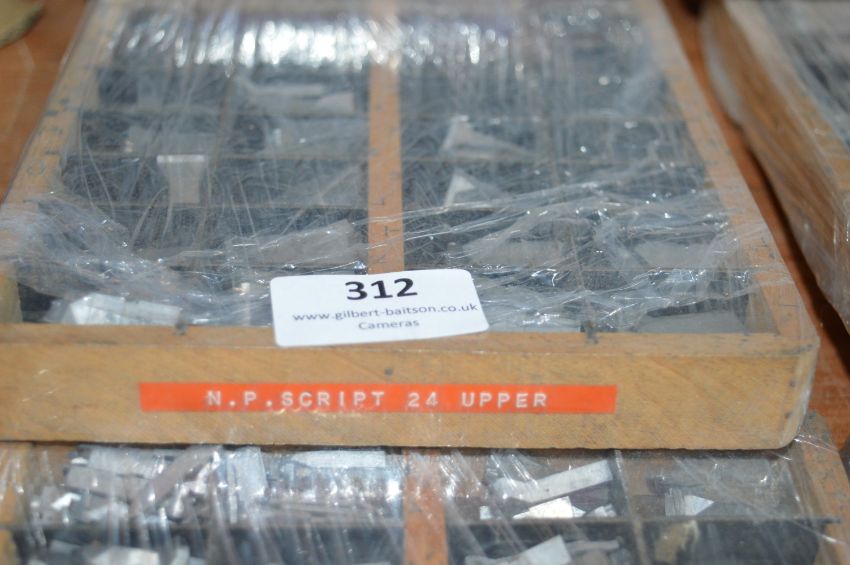 312
www.gilbert-baitson.co.uk
Cameras
N.P.SCRIPT 24 UPPER